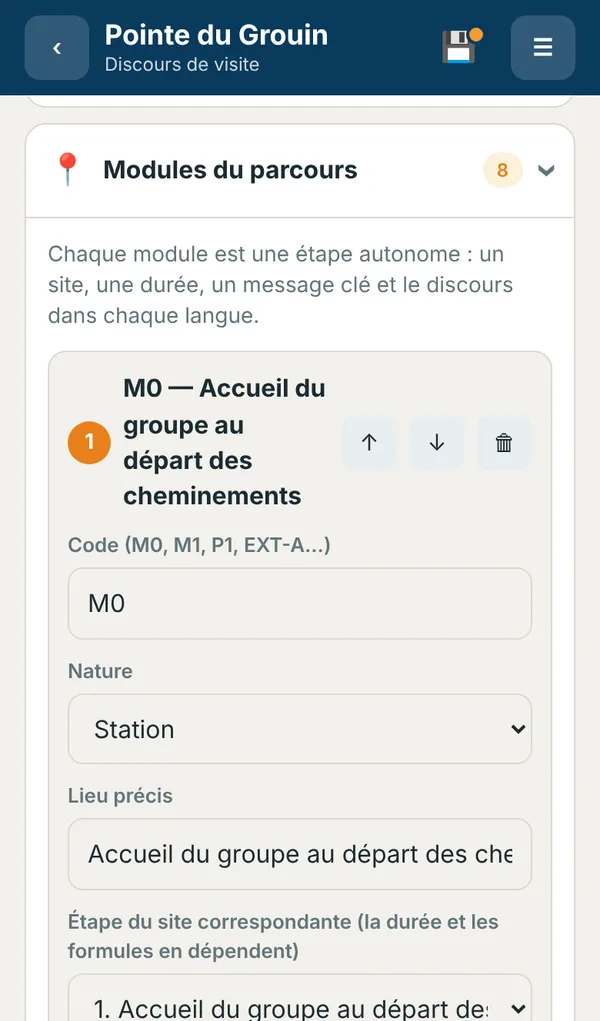 Pointe du Grouin
Discours de visite
Modules du parcours
8
Chaque module est une étape autonome : un
site, une durée, un message clé et le discours
dans chaque langue.
1
M0 — Accueil du
groupe au
départ des
cheminements
Code (M0, M1, P1, EXT-A...)
M0
Nature
Station
Lieu précis
Accueil du groupe au départ des che
Étape du site correspondante (la durée et les
formules en dépendent)
1. Accueil du groupe au départ des